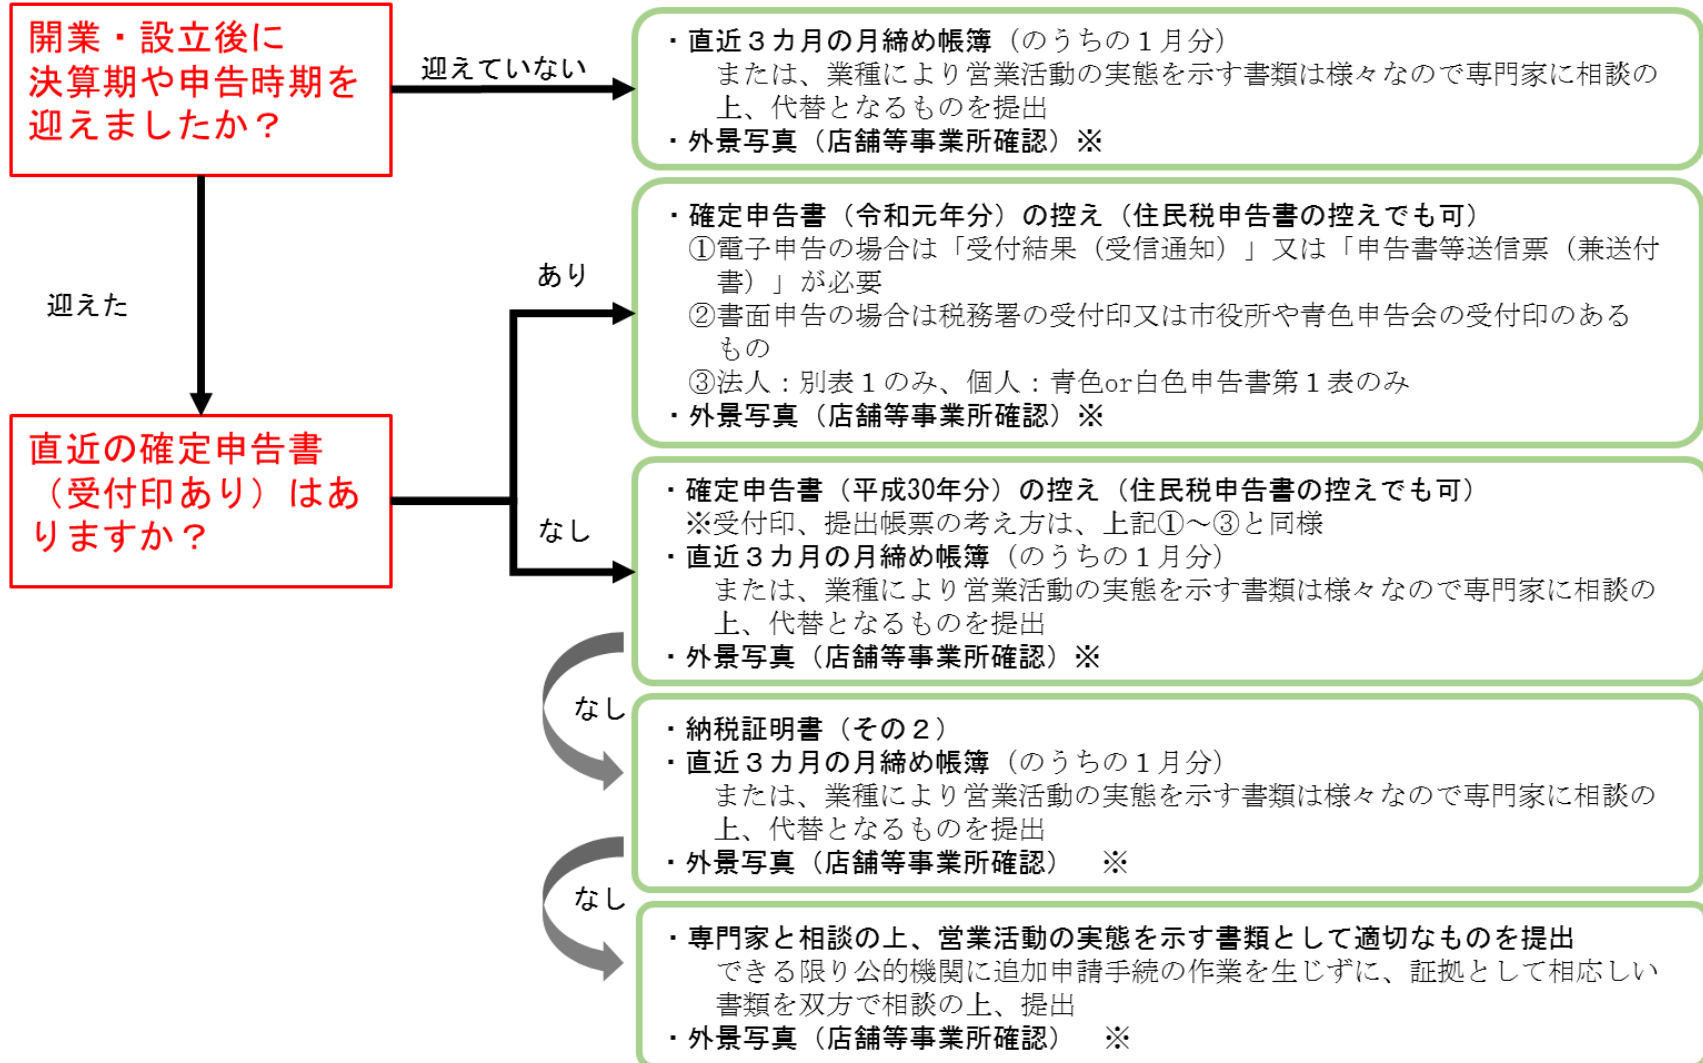 開業・設立後に
決算期や申告時期を
迎えましたか？
迎えていない
・直近３カ月の月締め帳簿（のうちの１月分）
または、業種により営業活動の実態を示す書類は様々なので専門家に相談の
上、代替となるものを提出
・外景写真（店舗等事業所確認）※
迎えた
直近の確定申告書
（受付印あり）はあ
りますか？
あり
・確定申告書（令和元年分）の控え（住民税申告書の控えでも可）
①電子申告の場合は「受付結果（受信通知）」又は「申告書等送信票（兼送付
書）」が必要
②書面申告の場合は税務署の受付印又は市役所や青色申告会の受付印のある
もの
③法人：別表１のみ、個人：青色or白色申告書第１表のみ
・外景写真（店舗等事業所確認）※
なし
・確定申告書（平成30年分）の控え（住民税申告書の控えでも可）
※受付印、提出帳票の考え方は、上記①～③と同様
・直近３カ月の月締め帳簿（のうちの１月分）
または、業種により営業活動の実態を示す書類は様々なので専門家に相談の
上、代替となるものを提出
・外景写真（店舗等事業所確認）※
なし
・納税証明書（その２）
・直近３カ月の月締め帳簿（のうちの１月分）
または、業種により営業活動の実態を示す書類は様々なので専門家に相談の
上、代替となるものを提出
・外景写真（店舗等事業所確認）　※
なし
・専門家と相談の上、営業活動の実態を示す書類として適切なものを提出
できる限り公的機関に追加申請手続の作業を生じずに、証拠として相応しい
書類を双方で相談の上、提出
・外景写真（店舗等事業所確認）　※